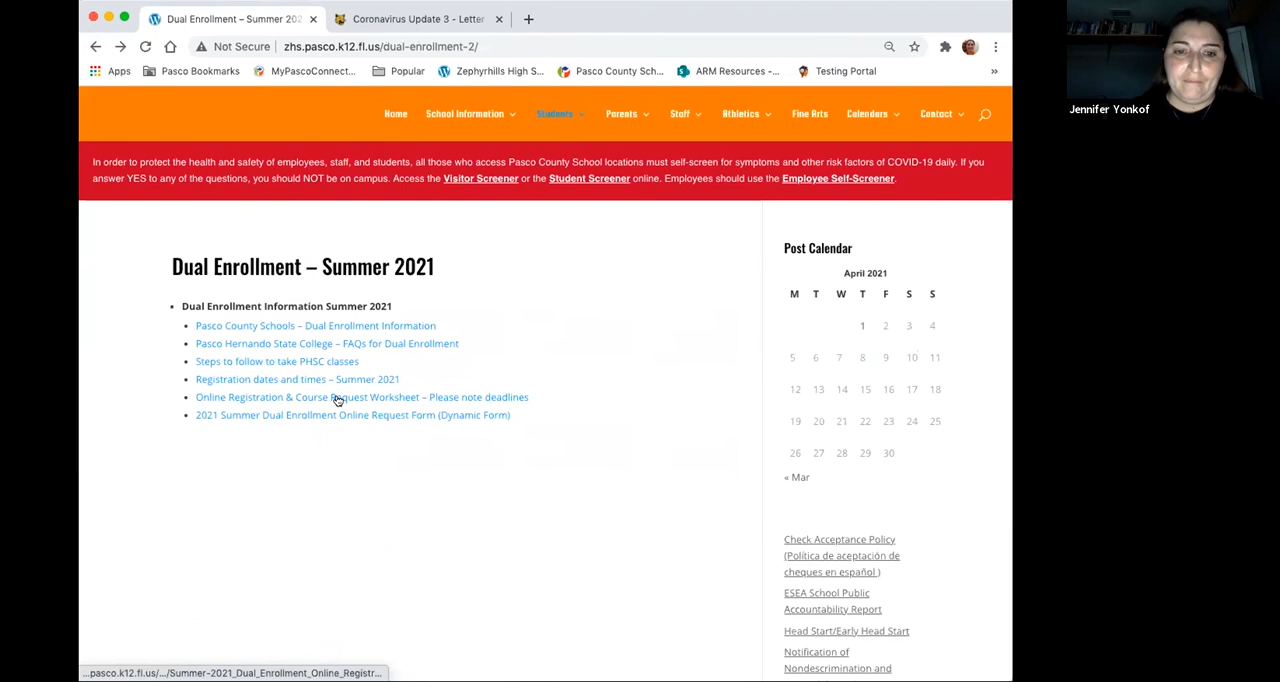 Dual Enrollment – Summer 202
Coronavirus Update 3 - Letter
Jennifer Yonkof
Not Secure
zhs.pasco.k12.fl.us/dual-enrollment-2/
Apps
Pasco Bookmarks
MyPascoConnect...
Popular
Zephyrhills High S...
Pasco County Sch...
ARM Resources -...
Testing Portal
»
Home
School Information
Students
Parents
Staff
Athletics
Fine Arts
Calendars
Contact
In order to protect the health and safety of employees, staff, and students, all those who access Pasco County School locations must self-screen for symptoms and other risk factors of COVID-19 daily. If you
answer YES to any of the questions, you should NOT be on campus. Access the Visitor Screener or the Student Screener online. Employees should use the Employee Self-Screener.
Dual Enrollment – Summer 2021
Dual Enrollment Information Summer 2021
Pasco County Schools – Dual Enrollment Information
Pasco Hernando State College – FAQs for Dual Enrollment
Steps to follow to take PHSC classes
Registration dates and times – Summer 2021
Online Registration & Course Request Worksheet – Please note deadlines
2021 Summer Dual Enrollment Online Request Form (Dynamic Form)
Post Calendar
April 2021
M T W T F S S
1 2 3 4
5 6 7 8 9 10 11
12 13 14 15 16 17 18
19 20 21 22 23 24 25
26 27 28 29 30
« Mar
Check Acceptance Policy
(Política de aceptación de
cheques en español )
ESEA School Public
Accountability Report
Head Start/Early Head Start
Notification of
Nondescrimination and
...pasco.k12.fl.us/.../Summer-2021_Dual_Enrollment_Online_Registr...